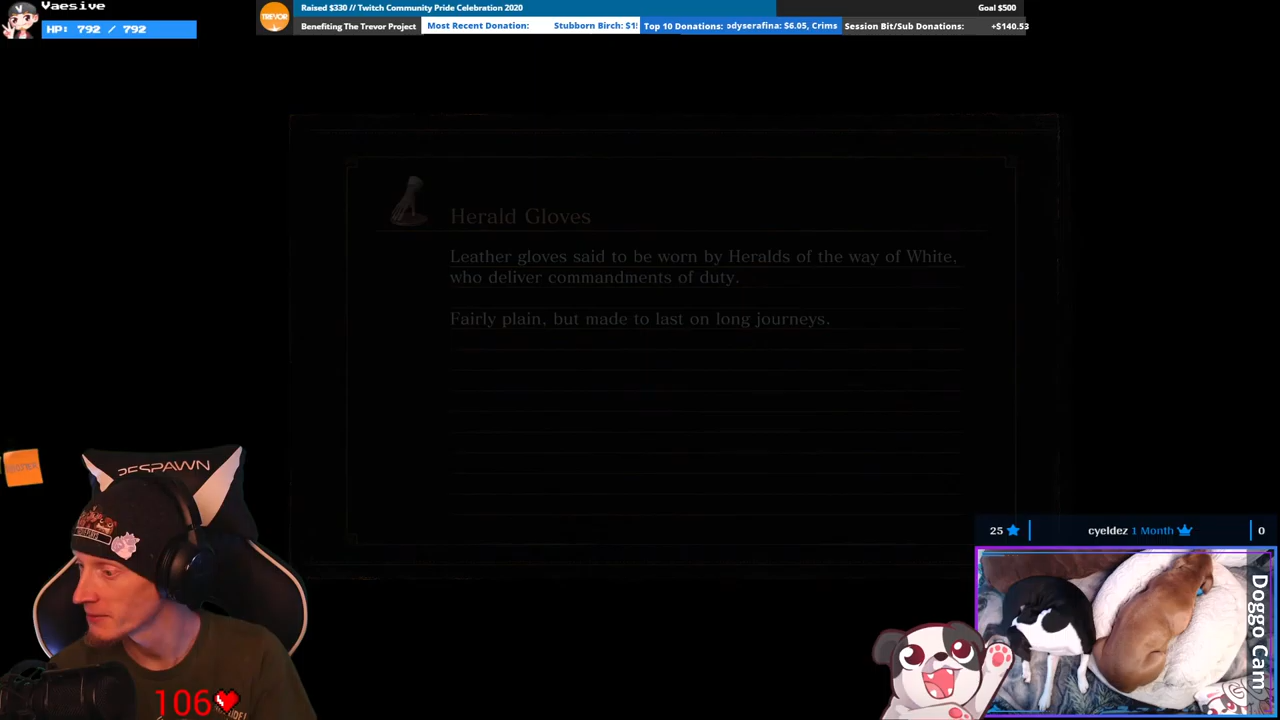 Vaesive
HP: 792 / 792
Raised $330 // Twitch Community Pride Celebration 2020
Goal $500
TREVOR
Benefiting The Trevor Project
Most Recent Donation:
Stubborn Birch: $1
Top 10 Donations:
odyserafina: $6.05, Crims
Session Bit/Sub Donations:
+$140.53
Herald Gloves
Leather gloves said to be worn by Heralds of the way of White,
who deliver commandments of duty.
Fairly plain, but made to last on long journeys.
RESPAWN
25
cyeldez 1 Month
0
Doggo Cam
106